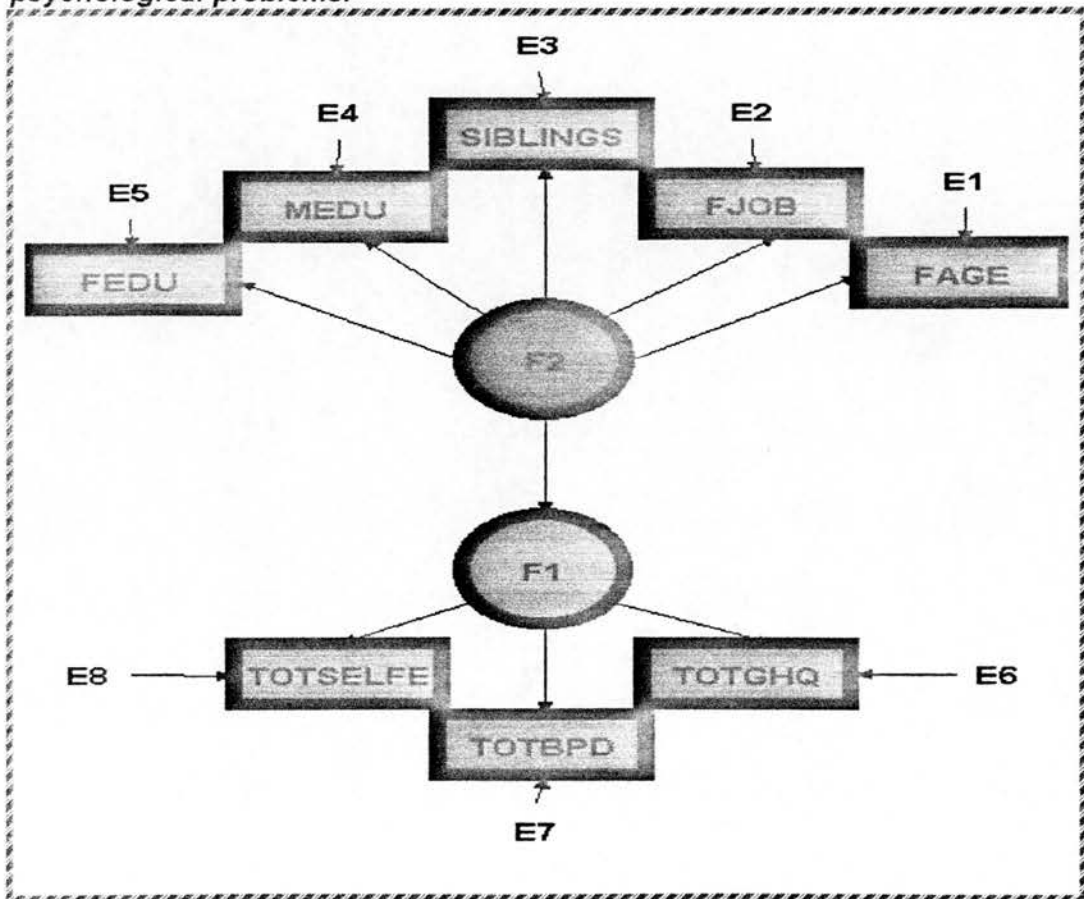 psychological problems.
E3
E4
SIBLINGS
E2
E5
MEDU
FJOB
E1
FEDU
FAGE
F2
F1
E8
TOTSELFE
TOTGHQ
E6
TOTBPD
E7